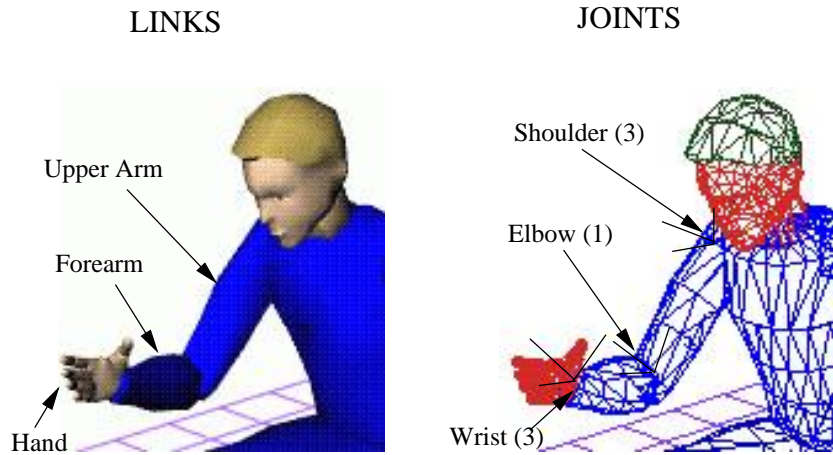 LINKS
Upper Arm
Forearm
Hand
JOINTS
Shoulder (3)
Elbow (1)
Wrist (3)